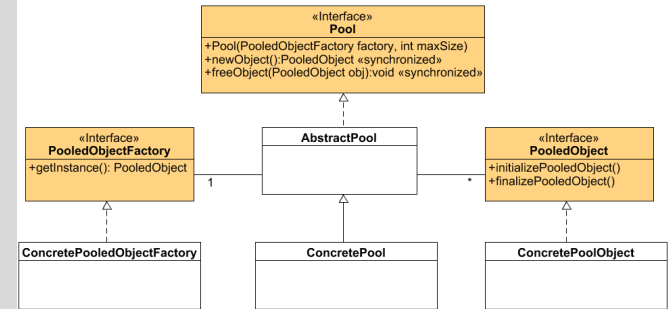 «Interface»
Pool
+Pool(PooledObjectFactory factory, int maxSize)
+newObject():PooledObject «synchronized»
+freeObject(PooledObject obj):void «synchronized»
«Interface»
PooledObjectFactory
+getInstance(): PooledObject
AbstractPool
«Interface»
PooledObject
+initializePooledObject()
+finalizePooledObject()
1
*
ConcretePooledObjectFactory
ConcretePool
ConcretePoolObject